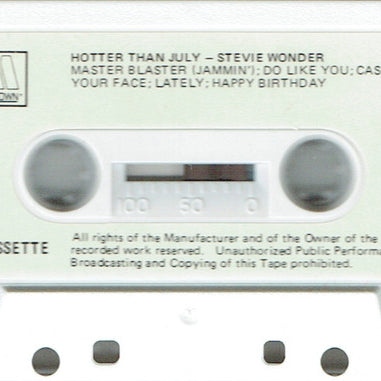 HOTTER THAN JULY – STEVIE WONDER
MASTER BLASTER (JAMMIN'); DO LIKE YOU; CAS
YOUR FACE; LATELY; HAPPY BIRTHDAY
OWN
100 50 0
SSETTE
All rights of the Manufacturer and of the Owner of the
recorded work reserved. Unauthorized Public Performa
Broadcasting and Copying of this Tape prohibited.